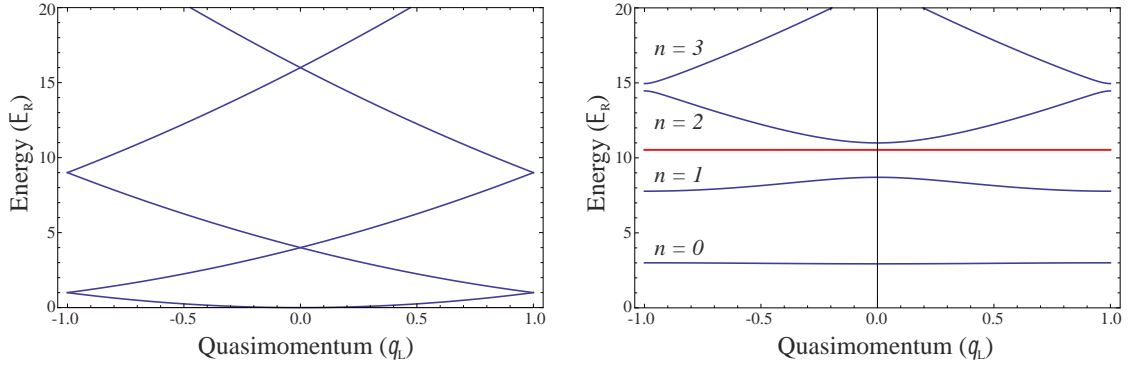 20
15
10
5
0
Energy (E_R)
-1.0 -0.5 0.0 0.5 1.0
Quasimomentum (q_L)
20
15
10
5
0
Energy (E_R)
n = 3
n = 2
n = 1
n = 0
-1.0 -0.5 0.0 0.5 1.0
Quasimomentum (q_L)